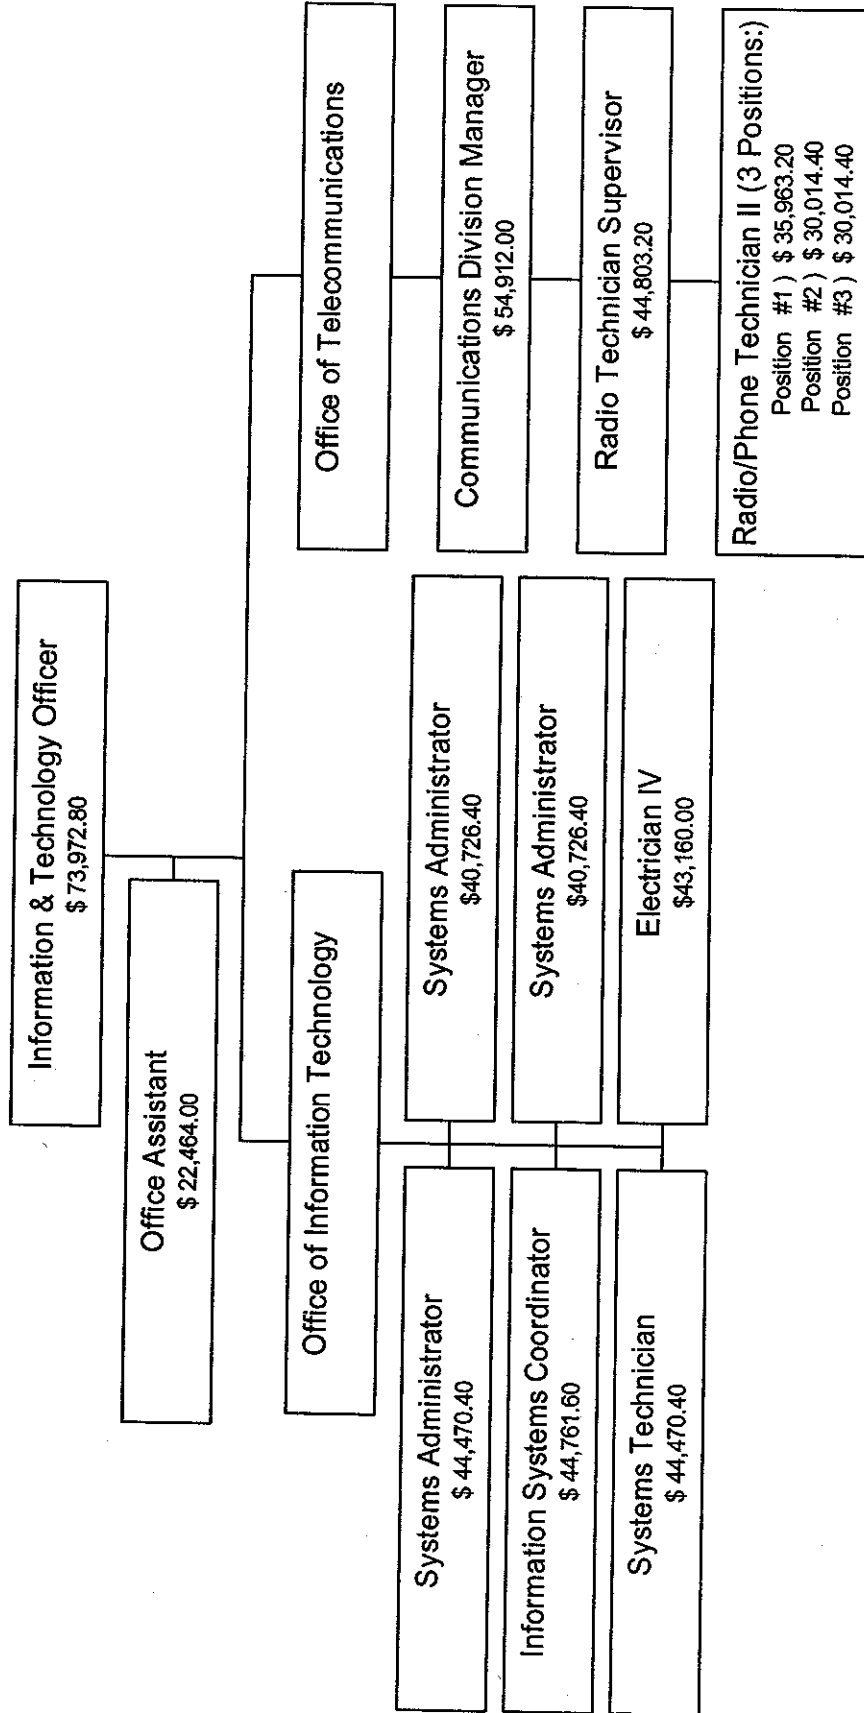 Information & Technology Officer
$ 73,972.80
Office Assistant
$ 22,464.00
Office of Information Technology
Office of Telecommunications
Systems Administrator
$ 44,470.40
Systems Administrator
$40,726.40
Communications Division Manager
$ 54,912.00
Information Systems Coordinator
$ 44,761.60
Systems Administrator
$40,726.40
Radio Technician Supervisor
$ 44,803.20
Systems Technician
$ 44,470.40
Electrician IV
$43,160.00
Radio/Phone Technician II (3 Positions:)
Position #1 ) $ 35,963.20
Position #2 ) $ 30,014.40
Position #3 ) $ 30,014.40